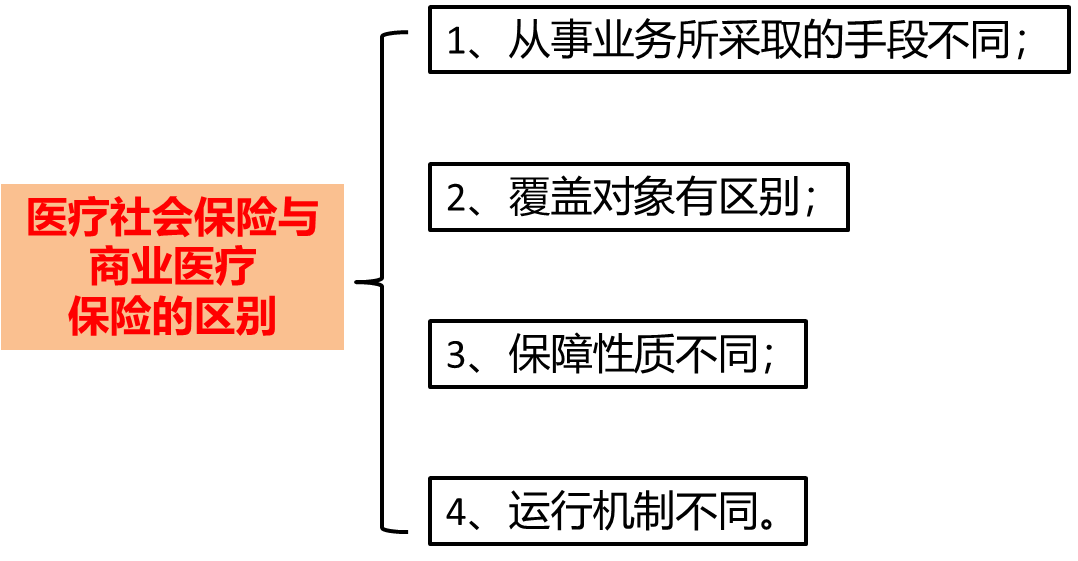 医疗社会保险与
商业医疗
保险的区别
1、从事业务所采取的手段不同；
2、覆盖对象有区别；
3、保障性质不同；
4、运行机制不同。